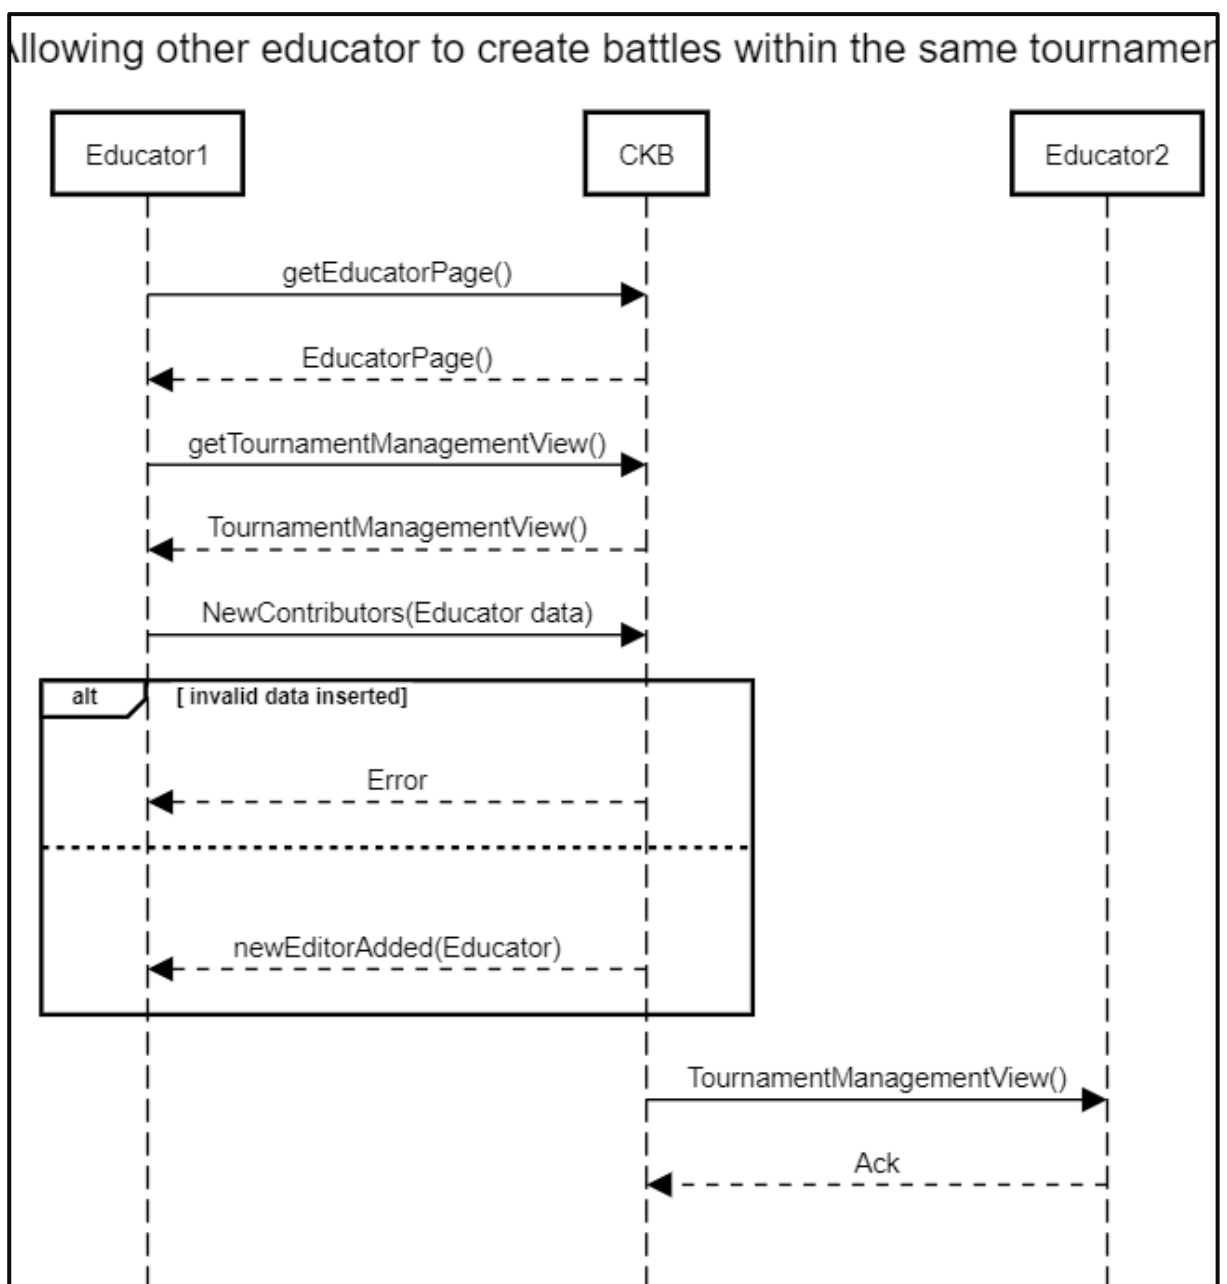 llowing other educator to create battles within the same tournamer
Educator1
CKB
Educator2
getEducatorPage()
EducatorPage()
getTournamentManagementView()
TournamentManagementView()
NewContributors(Educator data)
alt
[ invalid data inserted]
Error
newEditorAdded(Educator)
TournamentManagementView()
Ack